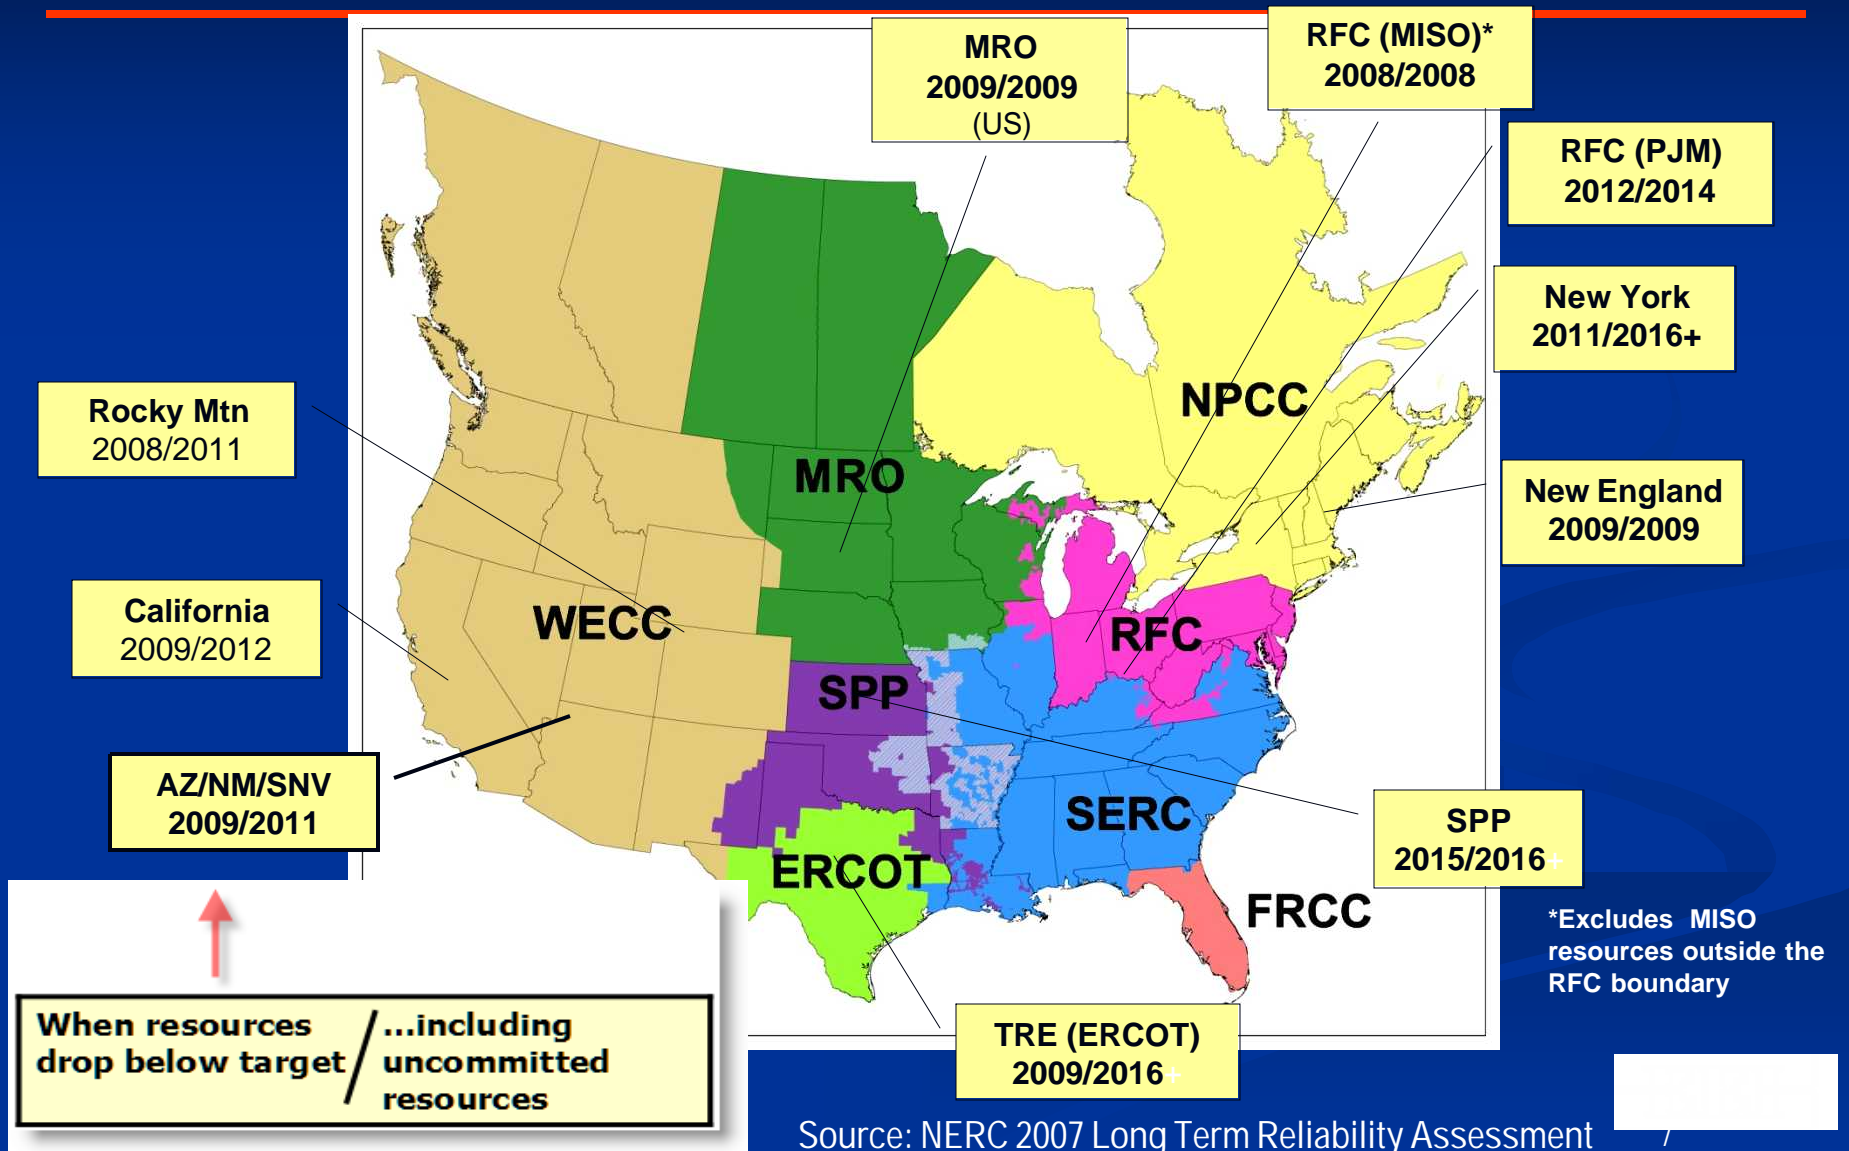 MRO
2009/2009
(US)
RFC (MISO)*
2008/2008
RFC (PJM)
2012/2014
New York
2011/2016+
NPCC
Rocky Mtn
2008/2011
MRO
New England
2009/2009
California
2009/2012
WECC
RFC
SPP
AZ/NM/SNV
2009/2011
SERC
SPP
2015/2016+
ERCOT
FRCC
*Excludes MISO
resources outside the
RFC boundary
When resources
drop below target
/
...including
uncommitted
resources
TRE (ERCOT)
2009/2016+
Source: NERC 2007 Long Term Reliability Assessment
7